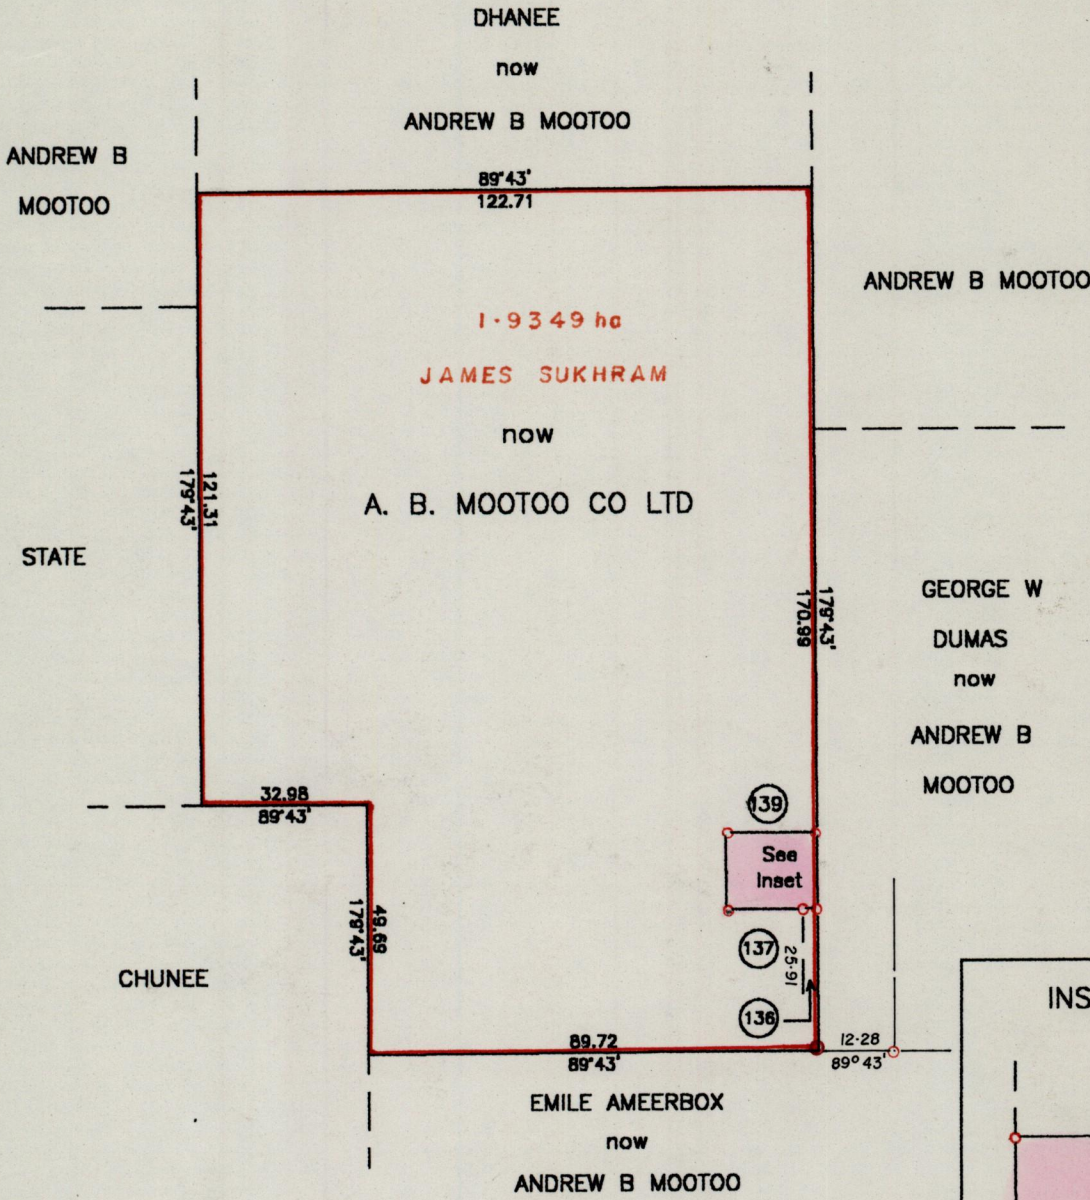 DHANEE
now
ANDREW B MOOTOO
ANDREW B
MOOTOO
89°43'
122.71
ANDREW B MOOTOO
1·9349 ha
JAMES SUKHRAM
now
A. B. MOOTOO CO LTD
121.31
179°43'
STATE
179°43'
170.99
GEORGE W
DUMAS
now
ANDREW B
MOOTOO
32.98
89°43'
139
See
Inset
49.69
179°43'
137
25·91
136
CHUNEE
INS
89.72
89°43'
12·28
89°43'
EMILE AMEERBOX
now
ANDREW B MOOTOO